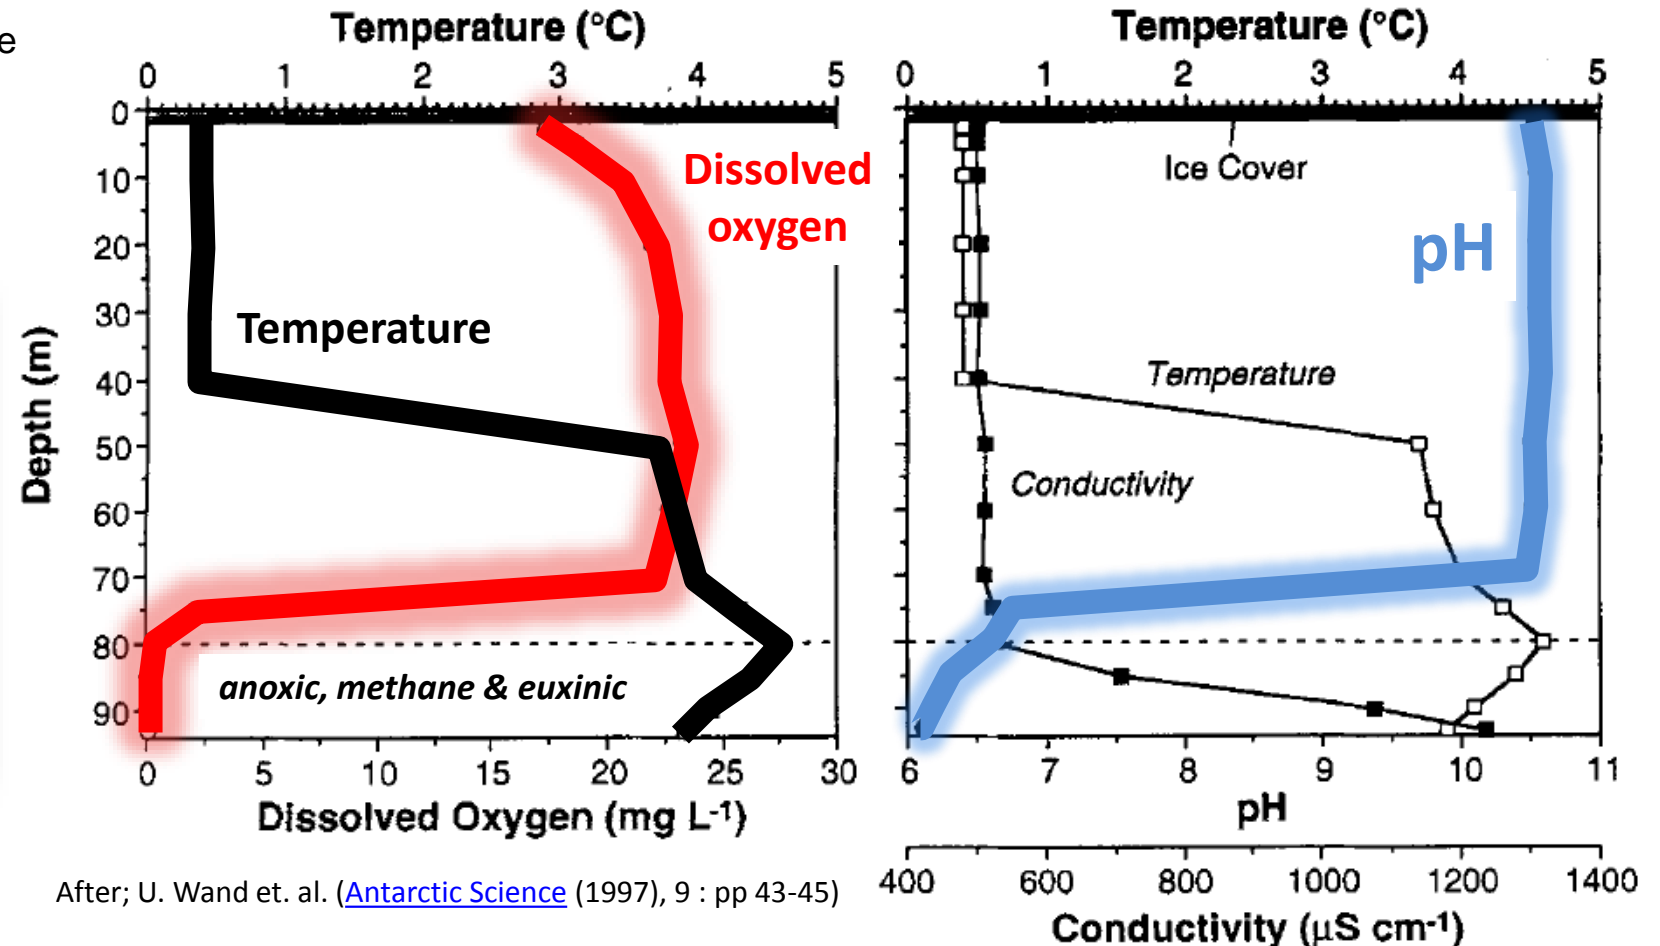 e
Temperature (°C)
0 1 2 3 4 5
Dissolved
oxygen
Temperature
Depth (m)
0
10
20
30
40
50
60
70
80
90
anoxic, methane & euxinic
0 5 10 15 20 25 30
Dissolved Oxygen (mg L-1)
Temperature (°C)
0 1 2 3 4 5
Ice Cover
pH
Temperature
Conductivity
6 7 8 9 10 11
pH
400 600 800 1000 1200 1400
Conductivity (µS cm-1)
After; U. Wand et. al. (Antarctic Science (1997), 9 : pp 43-45)